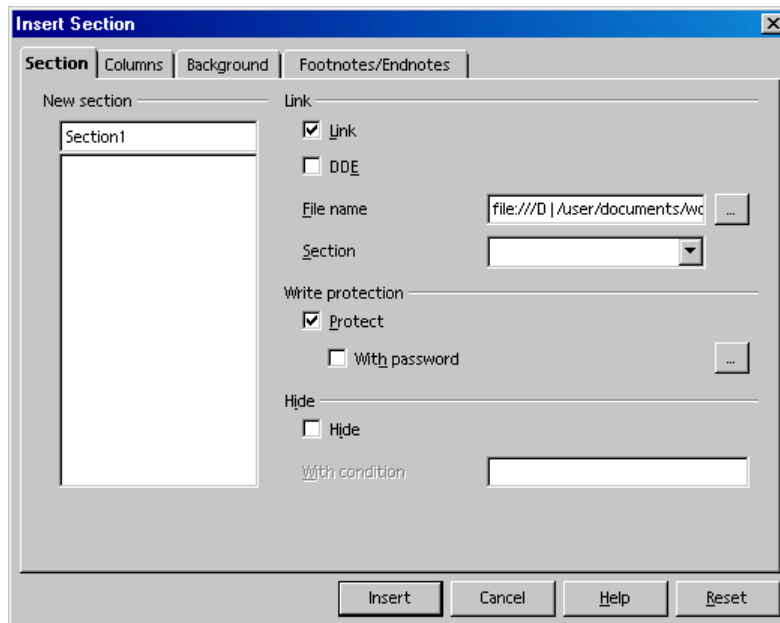 Insert Section
Section Columns Background Footnotes/Endnotes
New section
Section1
Link
Link
DDE
File name file:///D|/user/documents/wo ...
Section
Write protection
Protect
With password ...
Hide
Hide
With condition
Insert Cancel Help Reset